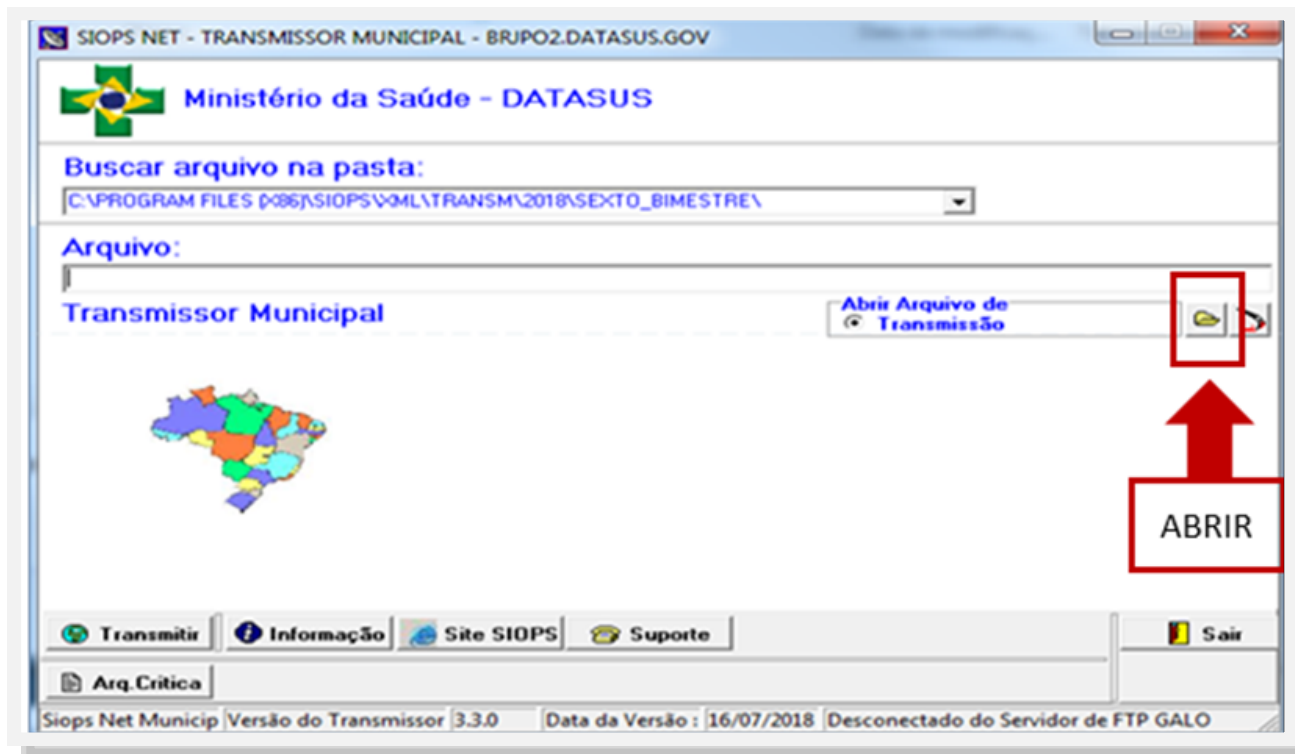 SIOPS NET - TRANSMISSOR MUNICIPAL - BRJPO2.DATASUS.GOV
Ministério da Saúde - DATASUS
Buscar arquivo na pasta:
C:\PROGRAM FILES (X86)\SIOPS\XML\TRANSM\2018\SEXTO_BIMESTRE\
Arquivo:
Transmissor Municipal
Abrir Arquivo de
Transmissão
ABRIR
Transmitir Informação Site SIOPS Suporte Sair
Arq.Critica
Siops Net Municip Versão do Transmissor 3.3.0 Data da Versão : 16/07/2018 Desconectado do Servidor de FTP GALO